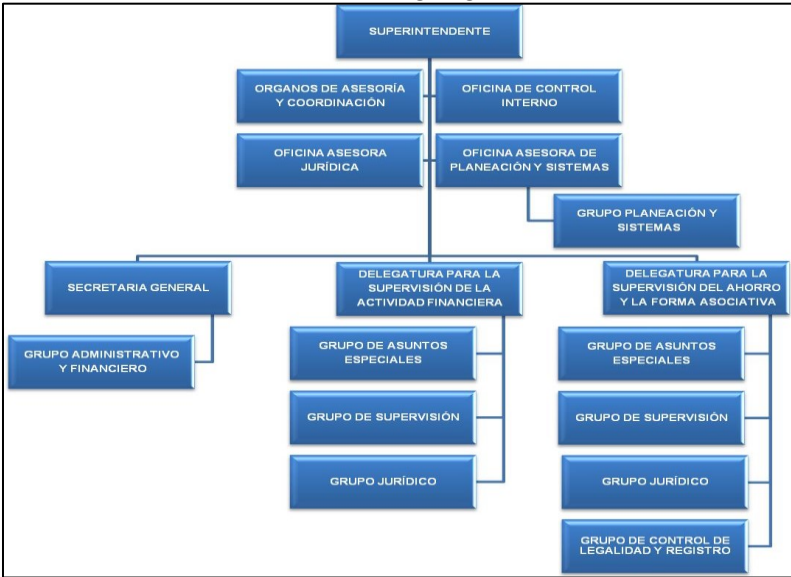 SUPERINTENDENTE
ORGANOS DE ASESORÍA
Y COORDINACIÓN
OFICINA DE CONTROL
INTERNO
OFICINA ASESORA
JURÍDICA
OFICINA ASESORA DE
PLANEACIÓN Y SISTEMAS
GRUPO PLANEACIÓN Y
SISTEMAS
SECRETARIA GENERAL
DELEGATURA PARA LA
SUPERVISIÓN DE LA
ACTIVIDAD FINANCIERA
DELEGATURA PARA LA
SUPERVISIÓN DEL AHORRO
Y LA FORMA ASOCIATIVA
GRUPO ADMINISTRATIVO
Y FINANCIERO
GRUPO DE ASUNTOS
ESPECIALES
GRUPO DE SUPERVISIÓN
GRUPO JURÍDICO
GRUPO DE ASUNTOS
ESPECIALES
GRUPO DE SUPERVISIÓN
GRUPO JURÍDICO
GRUPO DE CONTROL DE
LEGALIDAD Y REGISTRO